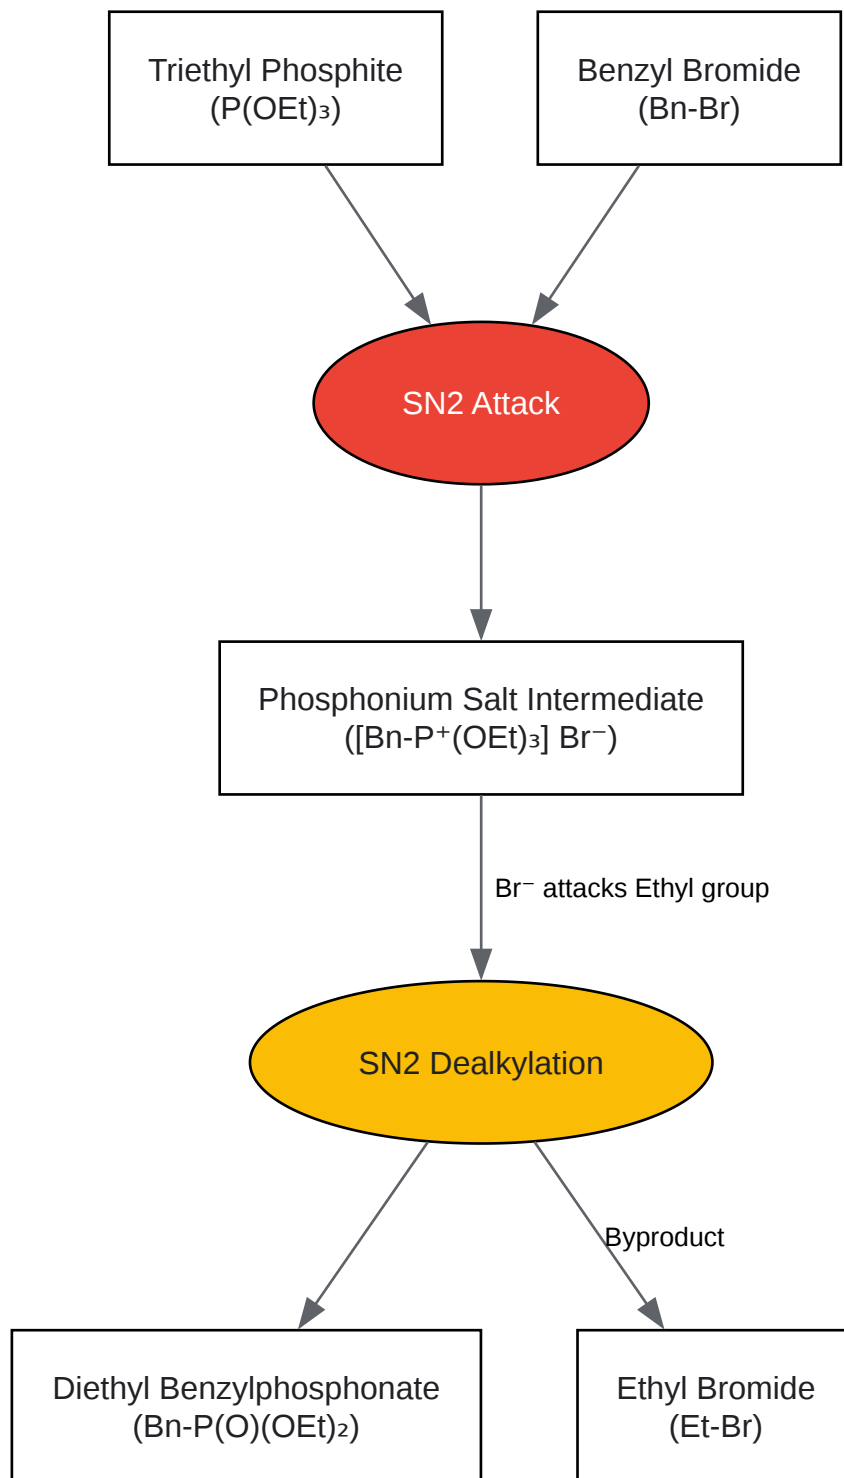 Triethyl Phosphite
(P(OEt)₃)
Benzyl Bromide
(Bn-Br)
SN2 Attack
Phosphonium Salt Intermediate
([Bn-P⁺(OEt)₃] Br⁻)
Br⁻ attacks Ethyl group
SN2 Dealkylation
Byproduct
Diethyl Benzylphosphonate
(Bn-P(O)(OEt)₂)
Ethyl Bromide
(Et-Br)